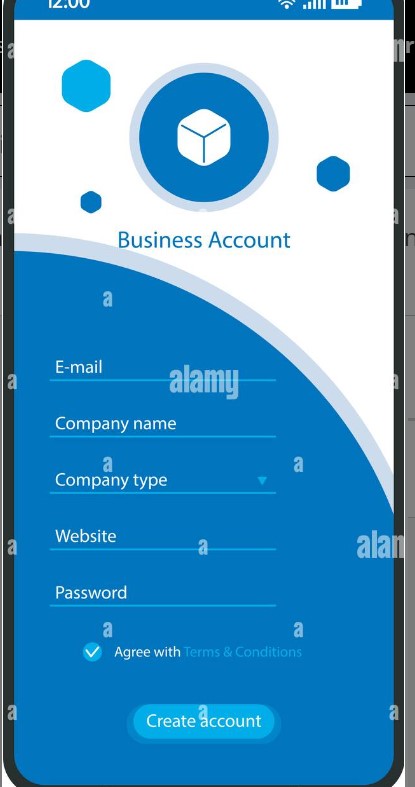 12:00
Business Account
E-mail
alamy
Company name
Company type
Website
Password
Agree with Terms & Conditions
Create account